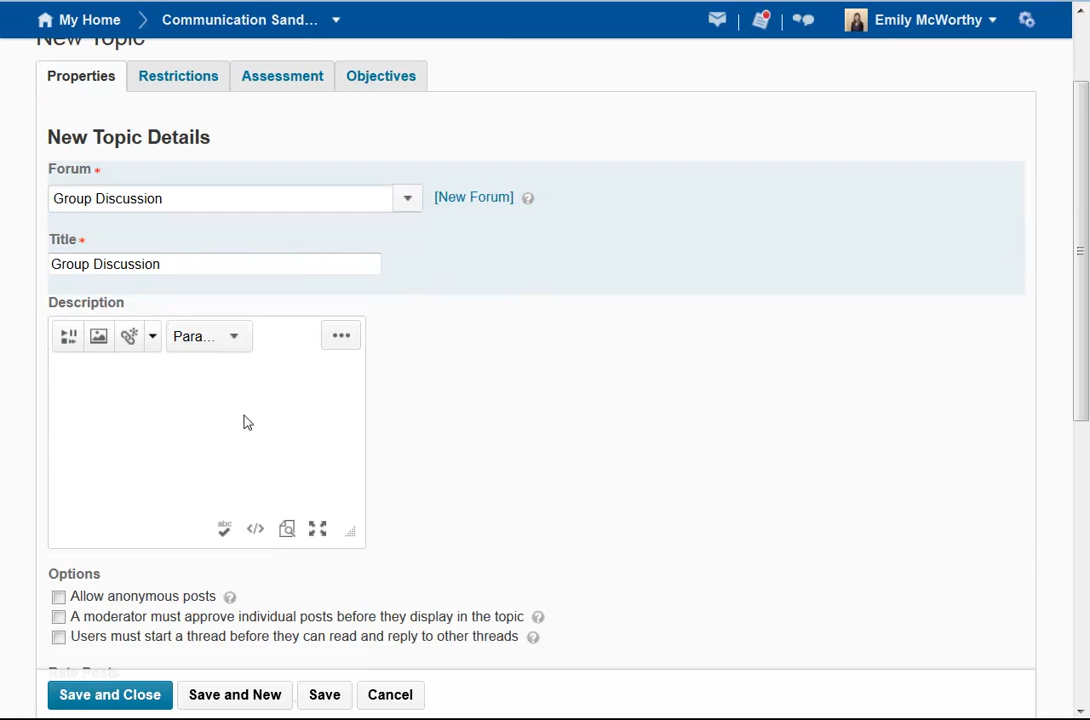 My Home Communication Sand... Emily McWorthy
New Topic
Properties Restrictions Assessment Objectives
New Topic Details
Forum *
Group Discussion [New Forum] ?
Title *
Group Discussion
Description
Para... •••
abc </>
Options
Allow anonymous posts ?
A moderator must approve individual posts before they display in the topic ?
Users must start a thread before they can read and reply to other threads ?
Rate Posts
Save and Close Save and New Save Cancel